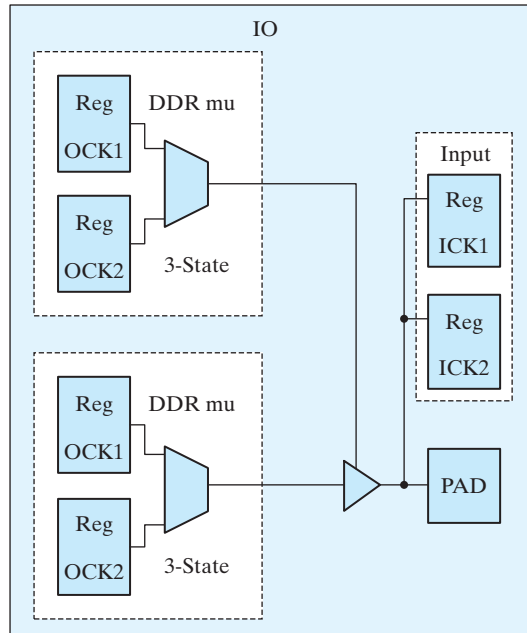 IO
Reg
OCK1
DDR mu
Reg
OCK2
3-State
Input
Reg
ICK1
Reg
ICK2
Reg
OCK1
DDR mu
Reg
OCK2
3-State
PAD